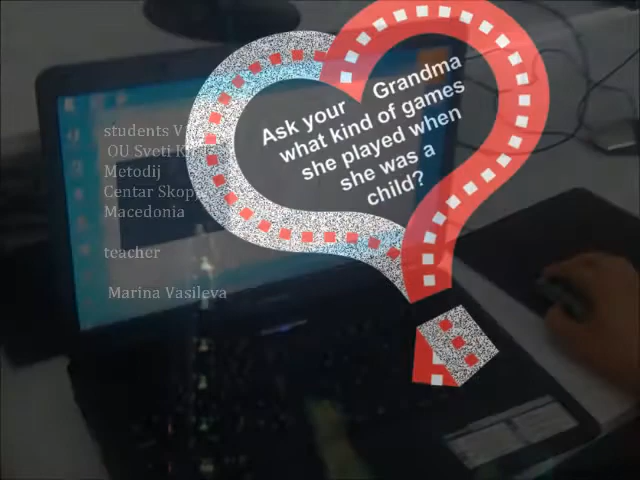 Ask your Grandma
what kind of games
she played when
she was a
child?
students V
OU Sveti
Metodij
Centar Skop
Macedonia
teacher
Marina Vasileva